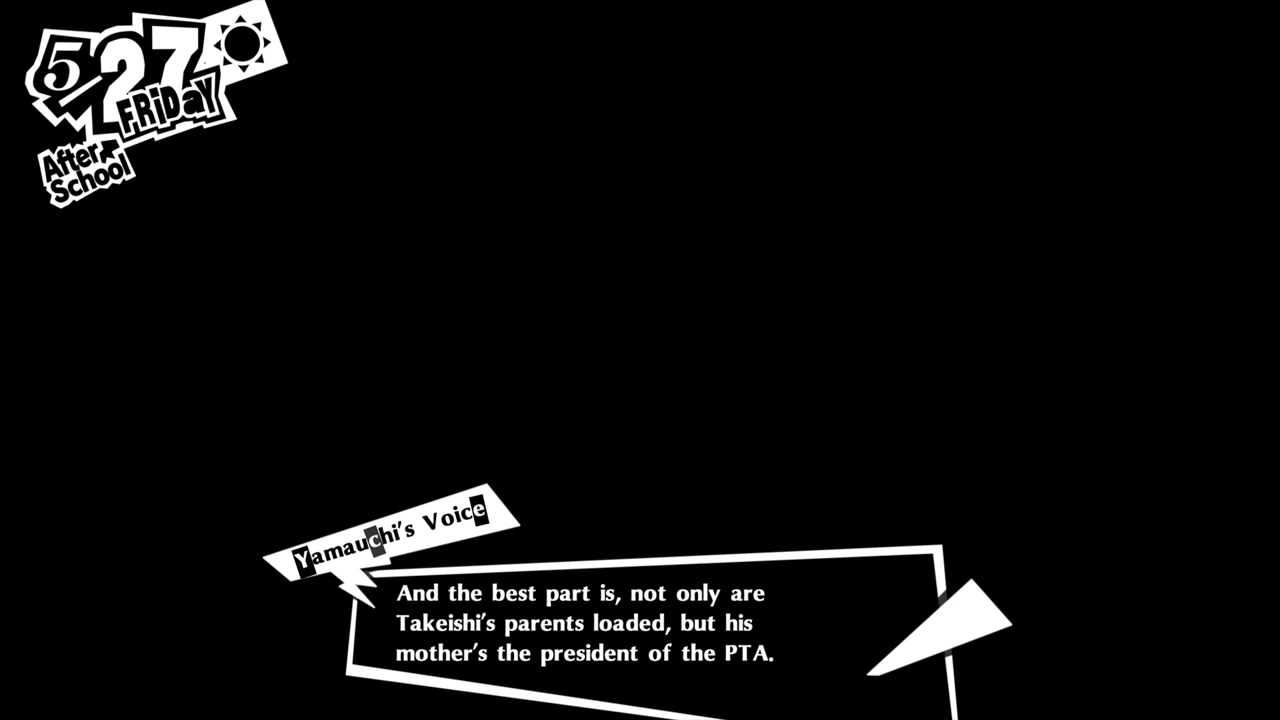 5/27
FRiDaY
After
School
Yamauchi's Voice
And the best part is, not only are
Takeishi's parents loaded, but his
mother's the president of the PTA.